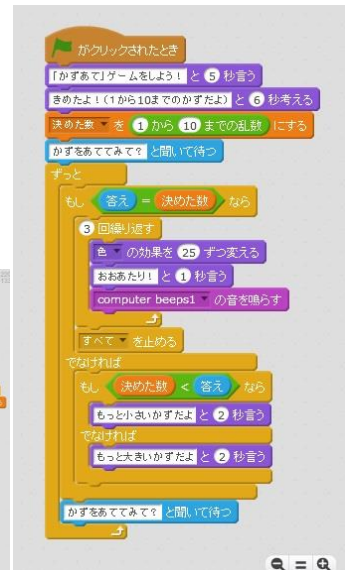 がクリックされたとき
「かずあて」ゲームをしよう！ と 5 秒言う
きめたよ！(1から10までのかずだよ) と 6 秒考える
決めた数 を 1 から 10 までの乱数 にする
かずをあててみて？ と聞いて待つ
ずっと
もし 答え = 決めた数 なら
3 回繰り返す
色 の効果を 25 ずつ変える
おおあたり！ と 1 秒言う
computer beeps1 の音を鳴らす
すべて を止める
でなければ
もし 決めた数 < 答え なら
もっと小さいかずだよ と 2 秒言う
でなければ
もっと大きいかずだよ と 2 秒言う
かずをあててみて？ と聞いて待つ